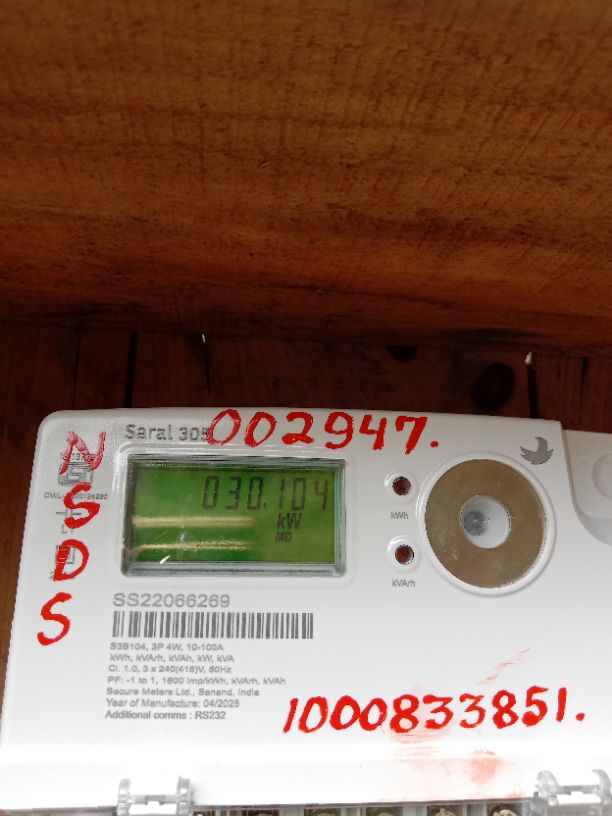 Saral 305
002947.
030.104
kW
MD
kWh
kVArh
N
S
D
S
SS22066269
S3B104, 3P 4W, 10-100A
kWh, kVArh, kVAh, kW, kVA
Cl. 1.0, 3 x 240(415)V, 50Hz
PF: -1 to 1, 1600 imp/kWh, kVArh, kVAh
Secure Meters Ltd., Sanand, India
Year of Manufacture: 04/2025
Additional comms : RS232
1000833851.